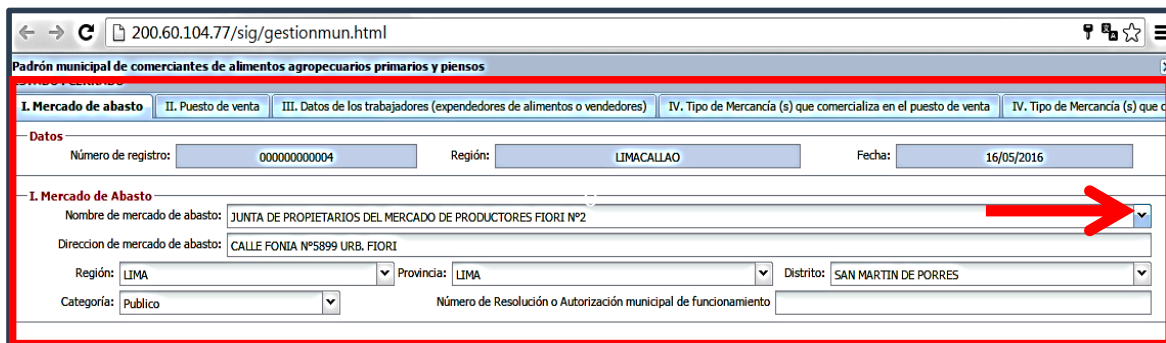 200.60.104.77/sig/gestionmun.html
Padrón municipal de comerciantes de alimentos agropecuarios primarios y piensos
I. Mercado de abasto II. Puesto de venta III. Datos de los trabajadores (expendedores de alimentos o vendedores) IV. Tipo de Mercancía (s) que comercializa en el puesto de venta IV. Tipo de Mercancía (s) que c
Datos
Número de registro: 000000000004 Región: LIMACALLAO Fecha: 16/05/2016
I. Mercado de Abasto
Nombre de mercado de abasto: JUNTA DE PROPIETARIOS DEL MERCADO DE PRODUCTORES FIORI Nº2
Direccion de mercado de abasto: CALLE FONIA Nº5899 URB. FIORI
Región: LIMA Provincia: LIMA Distrito: SAN MARTIN DE PORRES
Categoría: Publico Número de Resolución o Autorización municipal de funcionamiento